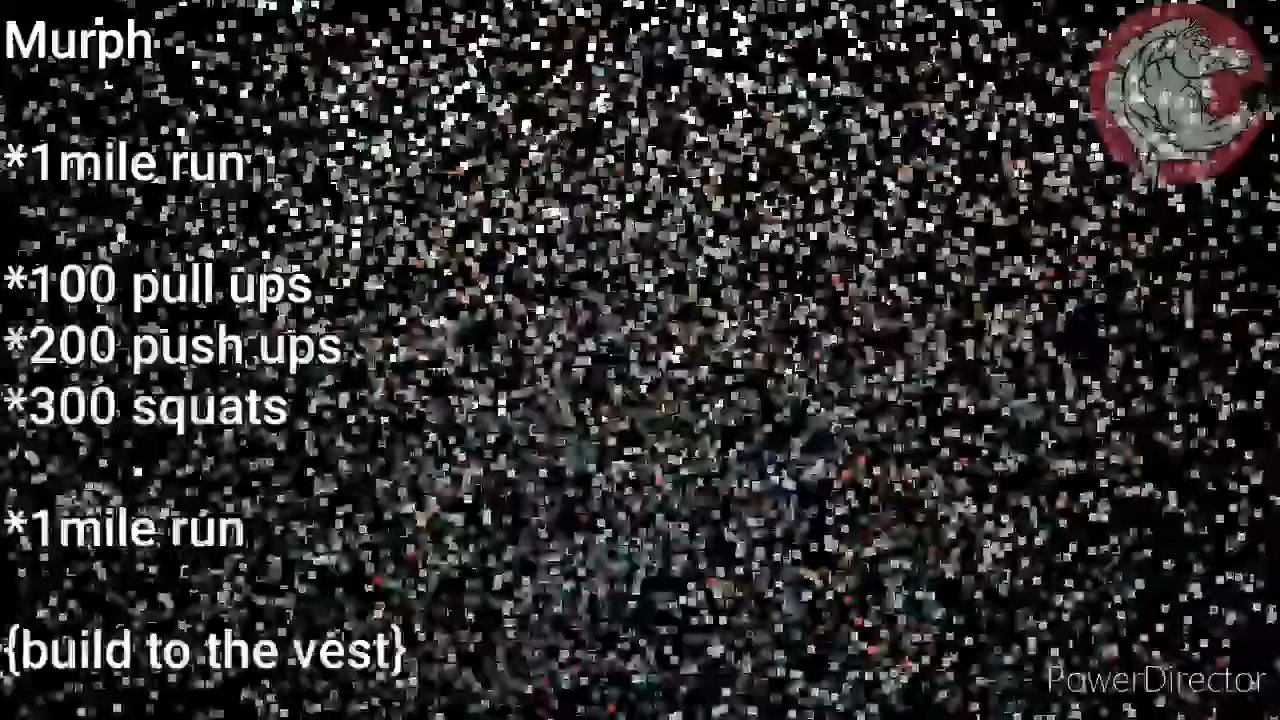 Murph
*1mile run
*100 pull ups
*200 push ups
*300 squats
*1mile run
{build to the vest}
PowerDirector